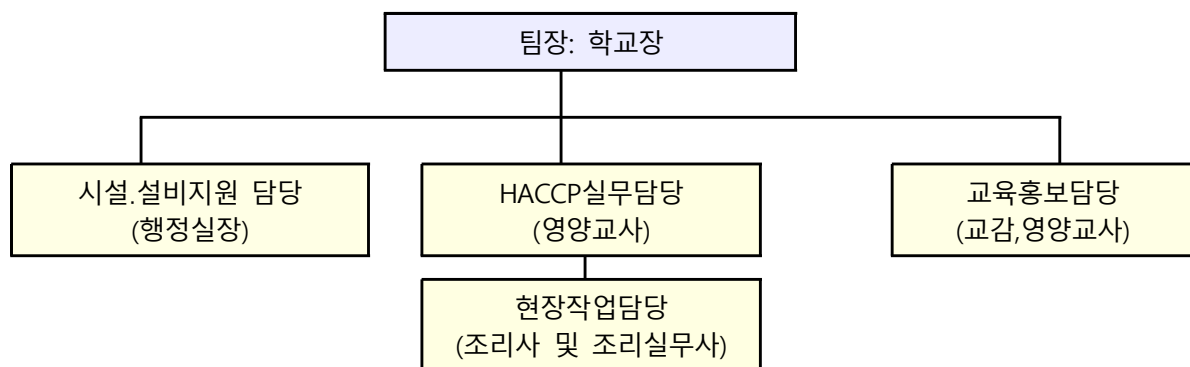 팀장: 학교장
시설.설비지원 담당
(행정실장)
HACCP실무담당
(영양교사)
교육홍보담당
(교감,영양교사)
현장작업담당
(조리사 및 조리실무사)